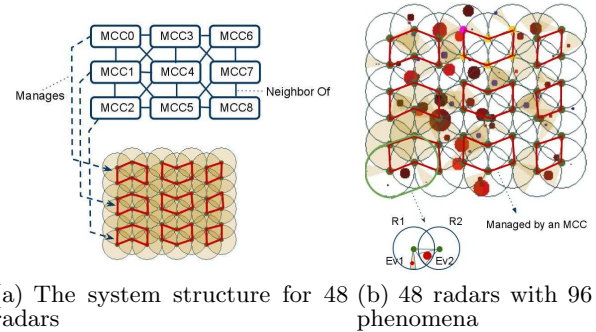 MCC0 MCC3 MCC6
MCC1 MCC4 MCC7
Manages
Neighbor Of
MCC2 MCC5 MCC8
R1 R2
Managed by an MCC
Ev1 Ev2
a) The system structure for 48
radars
(b) 48 radars with 96
phenomena